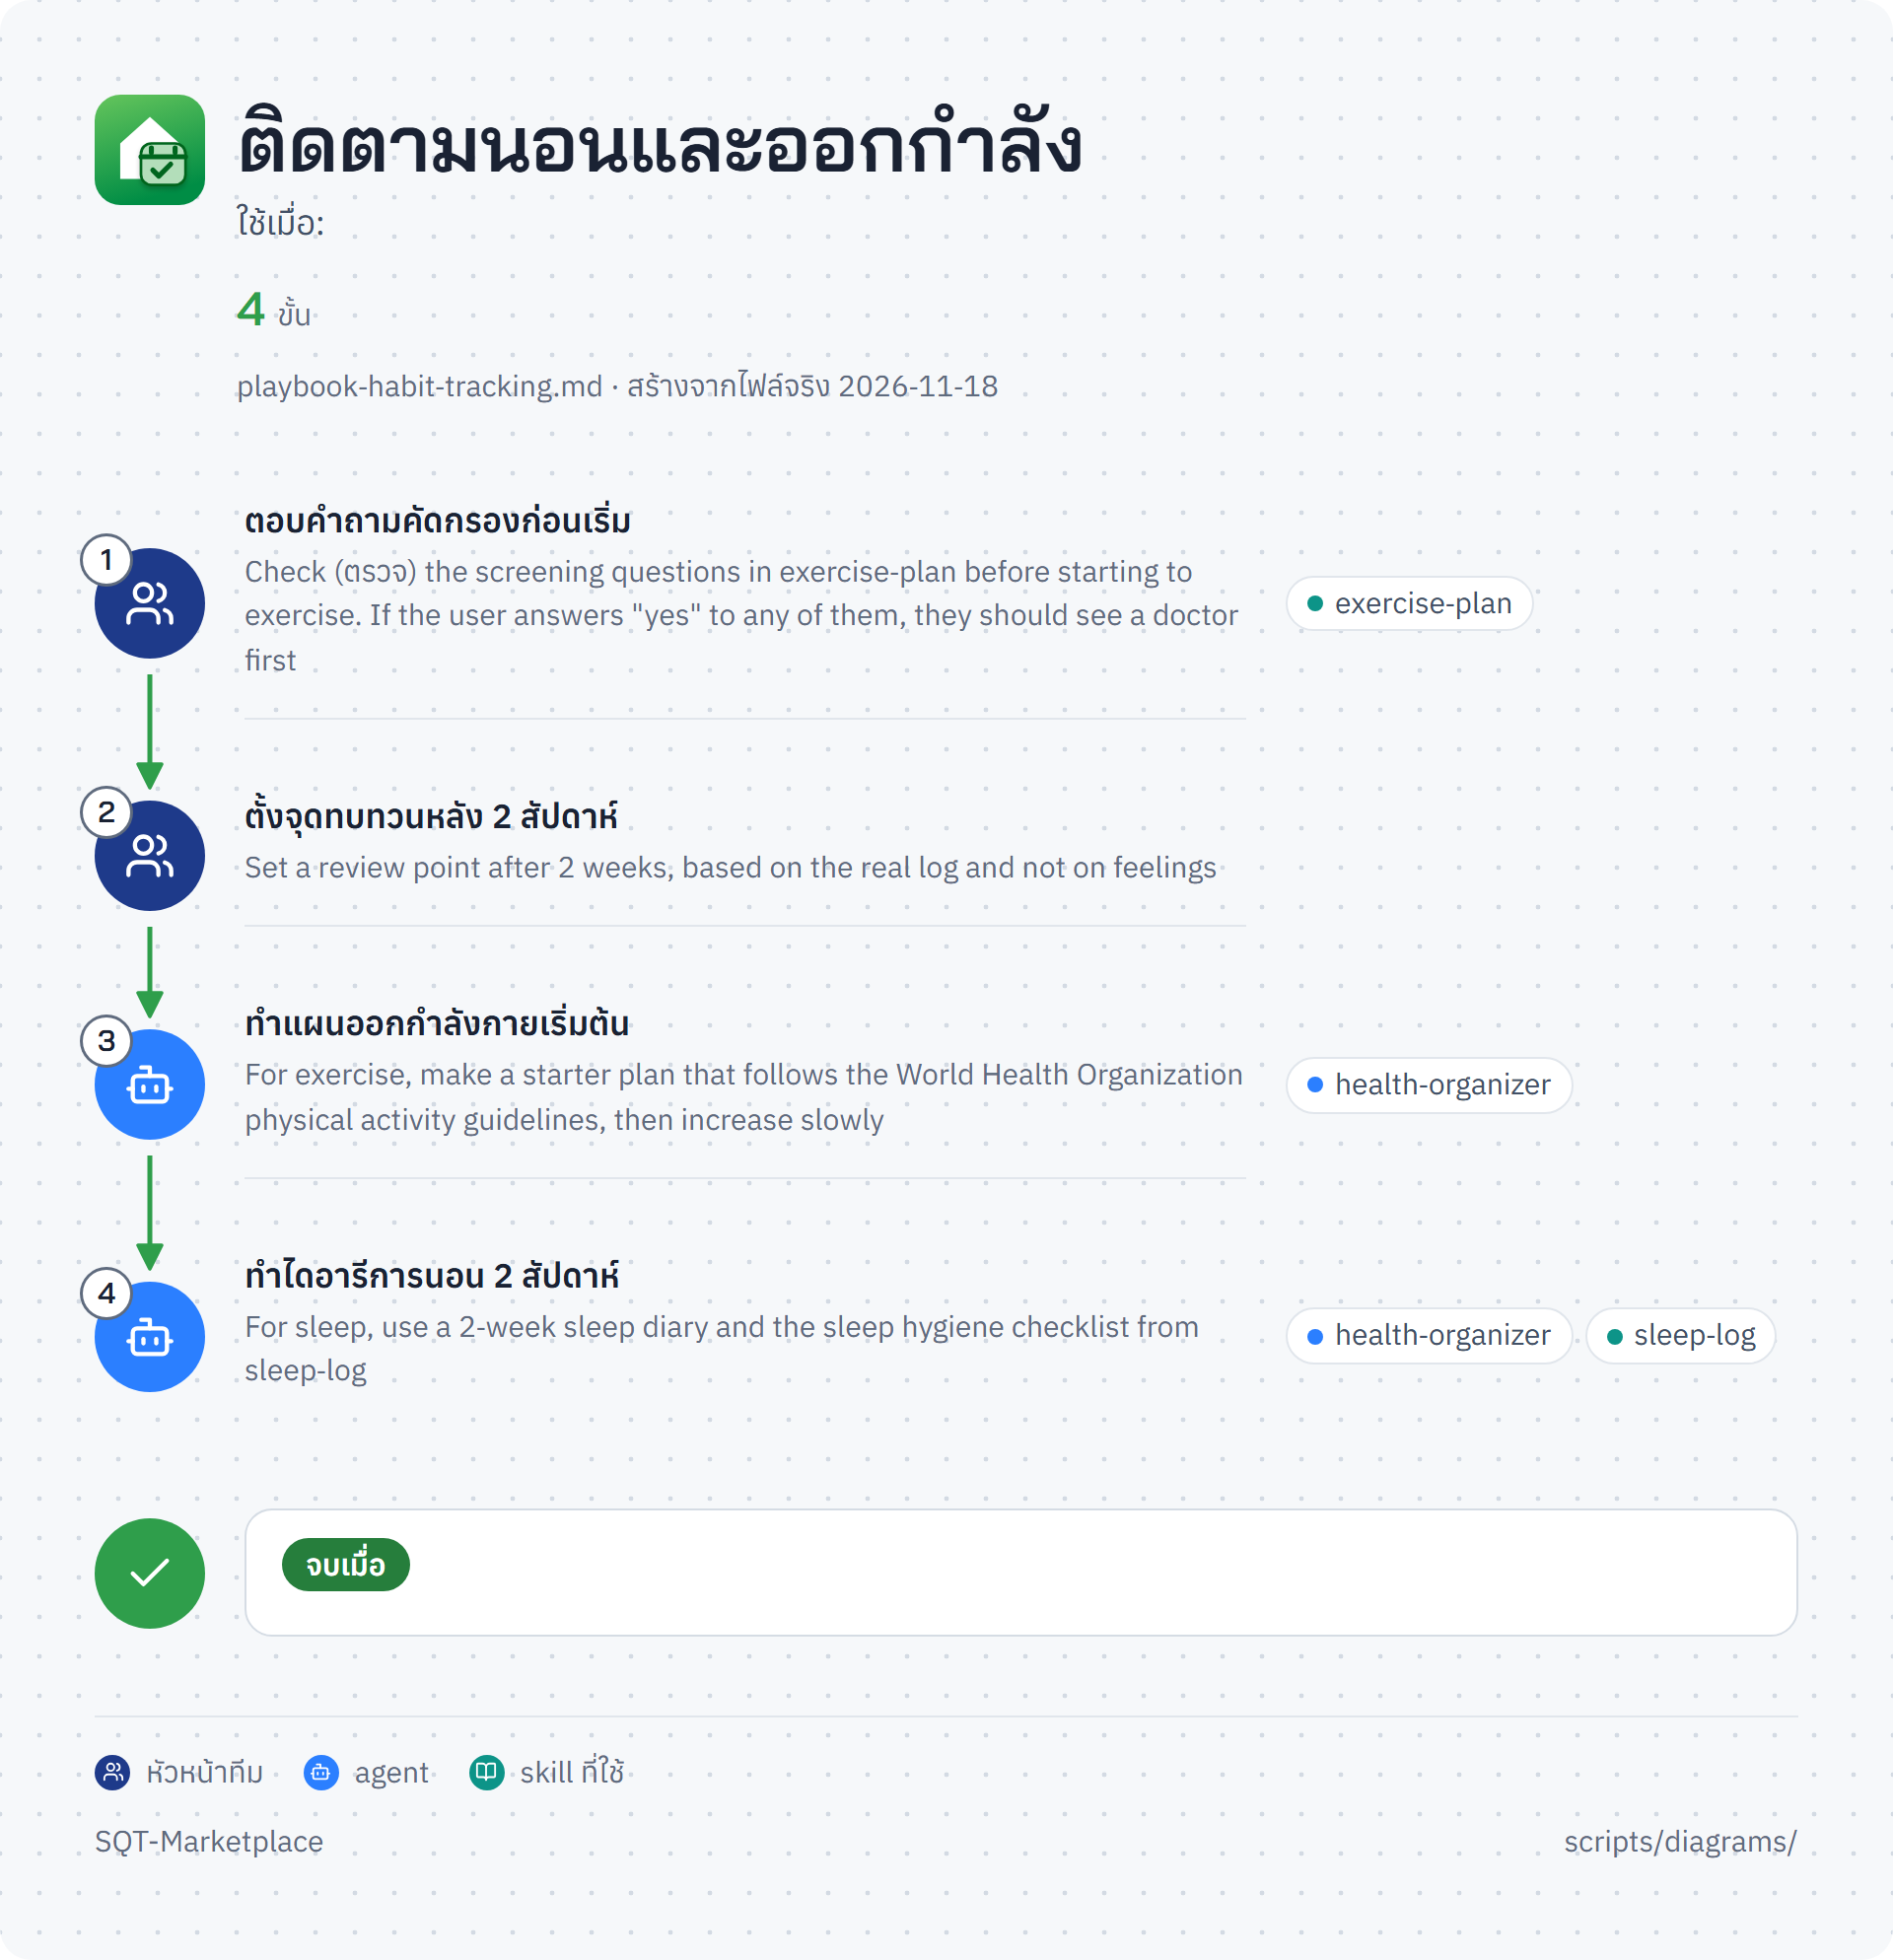 ติดตามนอนและออกกำลัง
ใช้เมื่อ:
4 ขั้น
playbook-habit-tracking.md · สร้างจากไฟล์จริง 2026-11-18
1
ตอบคำถามคัดกรองก่อนเริ่ม
Check (ตรวจ) the screening questions in exercise-plan before starting to
exercise. If the user answers "yes" to any of them, they should see a doctor
first
exercise-plan
2
ตั้งจุดทบทวนหลัง 2 สัปดาห์
Set a review point after 2 weeks, based on the real log and not on feelings
3
ทำแผนออกกำลังกายเริ่มต้น
For exercise, make a starter plan that follows the World Health Organization
physical activity guidelines, then increase slowly
health-organizer
4
ทำไดอารีการนอน 2 สัปดาห์
For sleep, use a 2-week sleep diary and the sleep hygiene checklist from
sleep-log
health-organizer sleep-log
จบเมื่อ
หัวหน้าทีม agent skill ที่ใช้
SQT-Marketplace scripts/diagrams/